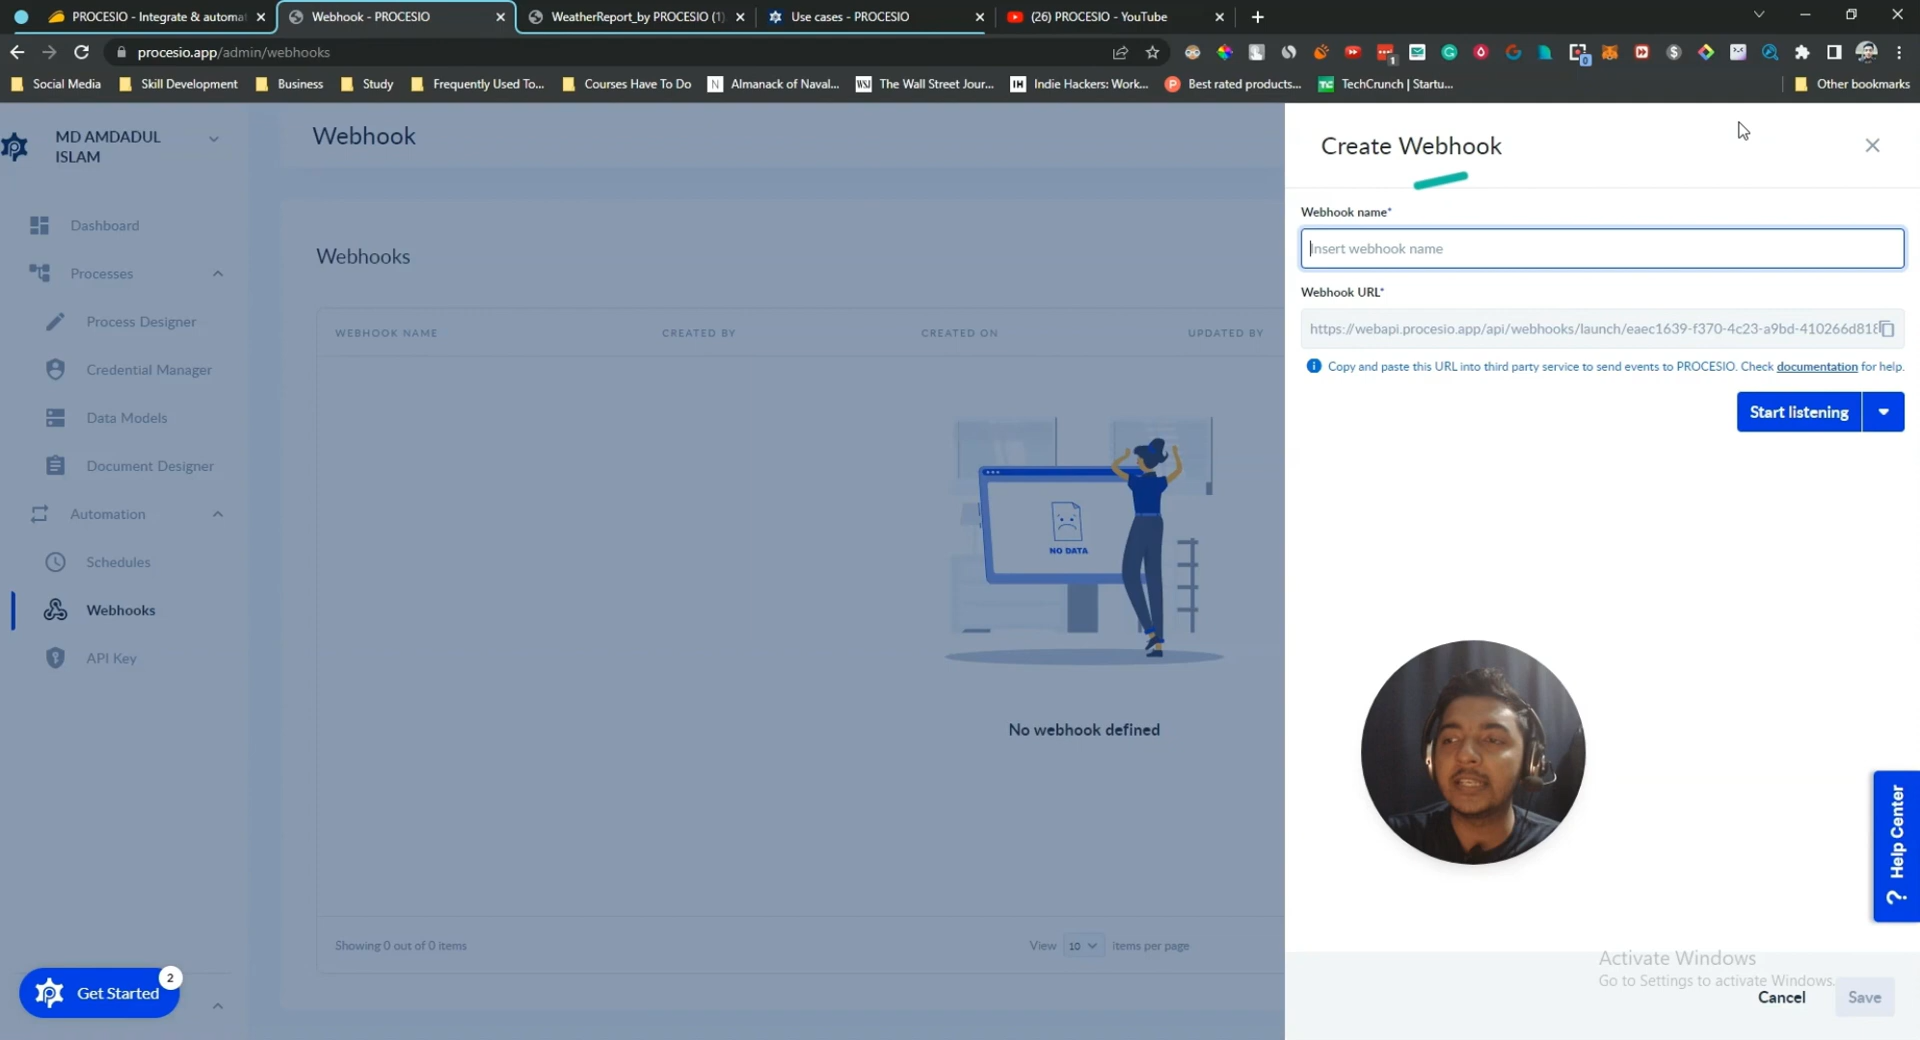 PROCESIO - Integrate & automat
Webhook - PROCESIO
WeatherReport_by PROCESIO (1)
Use cases - PROCESIO
(26) PROCESIO - YouTube
procesio.app/admin/webhooks
Social Media
Skill Development
Business
Study
Frequently Used To...
Courses Have To Do
Almanack of Naval...
WSJ
The Wall Street Jour...
IH
Indie Hackers: Work...
Best rated products...
TechCrunch | Startu...
Other bookmarks
MD AMDADUL
ISLAM
Dashboard
Processes
Process Designer
Credential Manager
Data Models
Document Designer
Automation
Schedules
Webhooks
API Key
Get Started
2
Webhook
Webhooks
WEBHOOK NAME
CREATED BY
CREATED ON
UPDATED BY
NO DATA
No webhook defined
Showing 0 out of 0 items
View 10 items per page
Create Webhook
Webhook name*
Insert webhook name
Webhook URL*
https://webapi.procesio.app/api/webhooks/launch/eaec1639-f370-4c23-a9bd-410266d818
Copy and paste this URL into third party service to send events to PROCESIO. Check documentation for help.
Start listening
Help Center
?
Activate Windows
Go to Settings to activate Windows.
Cancel
Save